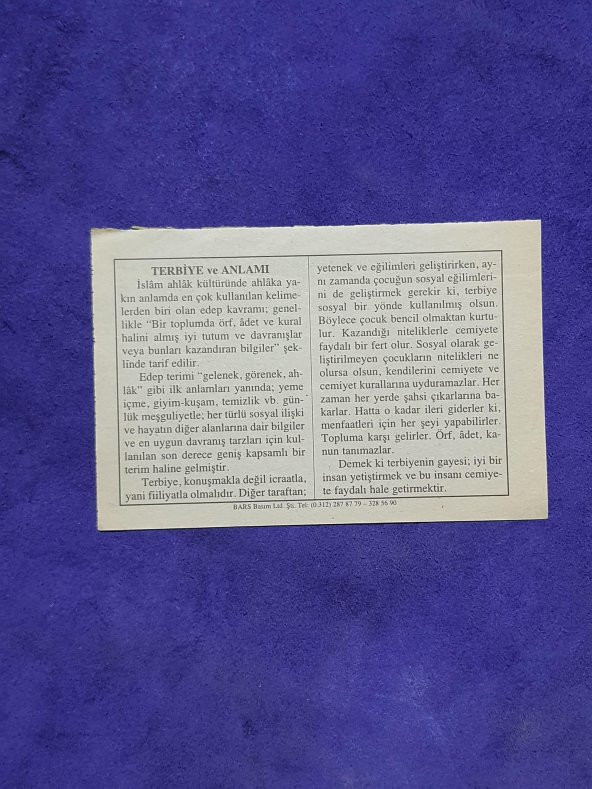 TERBİYE ve ANLAMI
İslâm ahlâk kültüründe ahlâka ya-
kın anlamda en çok kullanılan kelime-
lerden biri olan edep kavramı; genel-
likle “Bir toplumda örf, âdet ve kural
halini almış iyi tutum ve davranışlar
veya bunları kazandıran bilgiler” şek-
linde tarif edilir.
Edep terimi “gelenek, görenek, ah-
lâk” gibi ilk anlamları yanında; yeme
içme, giyim-kuşam, temizlik vb. gün-
lük meşguliyetle; her türlü sosyal ilişki
ve hayatın diğer alanlarına dair bilgiler
ve en uygun davranış tarzları için kul-
lanılan son derece geniş kapsamlı bir
terim haline gelmiştir.
Terbiye, konuşmakla değil icraatla,
yani fiiliyatla olmalıdır. Diğer taraftan;
yetenek ve eğilimleri geliştirirken, ay-
nı zamanda çocuğun sosyal eğilimleri-
ni de geliştirmek gerekir ki, terbiye
sosyal bir yönde kullanılmış olsun.
Böylece çocuk bencil olmaktan kurtu-
lur. Kazandığı niteliklerle cemiyete
faydalı bir fert olur. Sosyal olarak ge-
liştirilmeyen çocukların nitelikleri ne
olursa olsun, kendilerini cemiyete ve
cemiyet kurallarına uyduramazlar. Her
zaman her yerde şahsi çıkarlarına ba-
karlar. Hatta o kadar ileri giderler ki,
menfaatleri için her şeyi yapabilirler.
Topluma karşı gelirler. Örf, âdet, ka-
nun tanımazlar.
Demek ki terbiyenin gayesi; iyi bir
insan yetiştirmek ve bu insanı cemiye-
te faydalı hale getirmektir.
BARS Basım Ltd. Şti. Tel: (0.312) 287 87 79 – 328 56 90